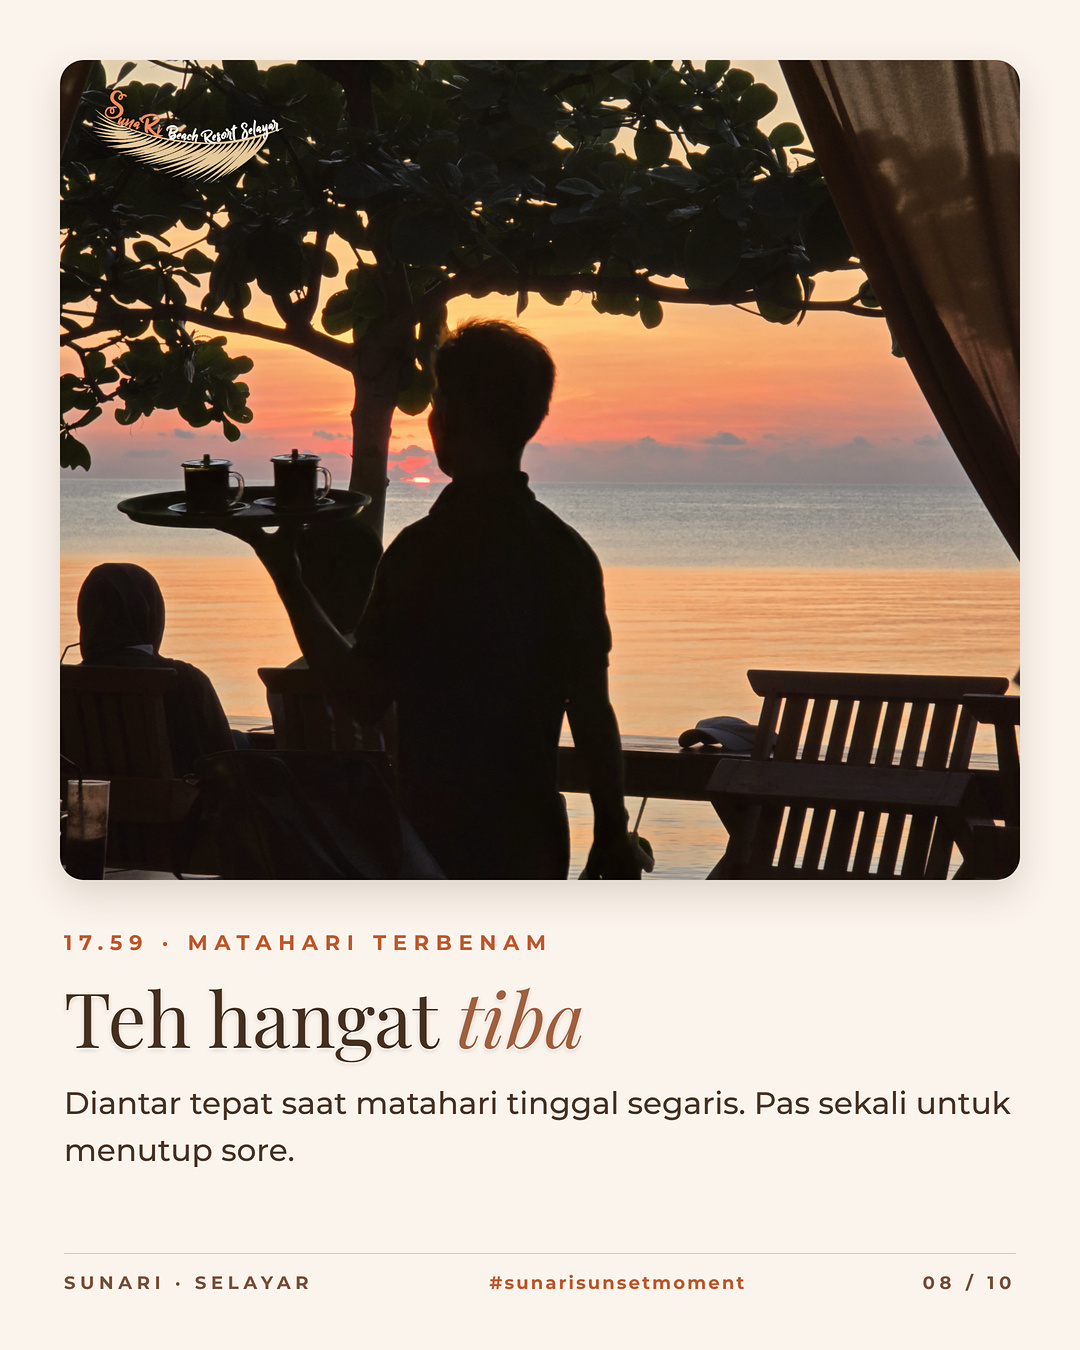 SunaRi Beach Resort Selayar
17.59 · MATAHARI TERBENAM
Teh hangat tiba
Diantar tepat saat matahari tinggal segaris. Pas sekali untuk
menutup sore.
SUNARI · SELAYAR
#sunarisunsetmoment
08 / 10